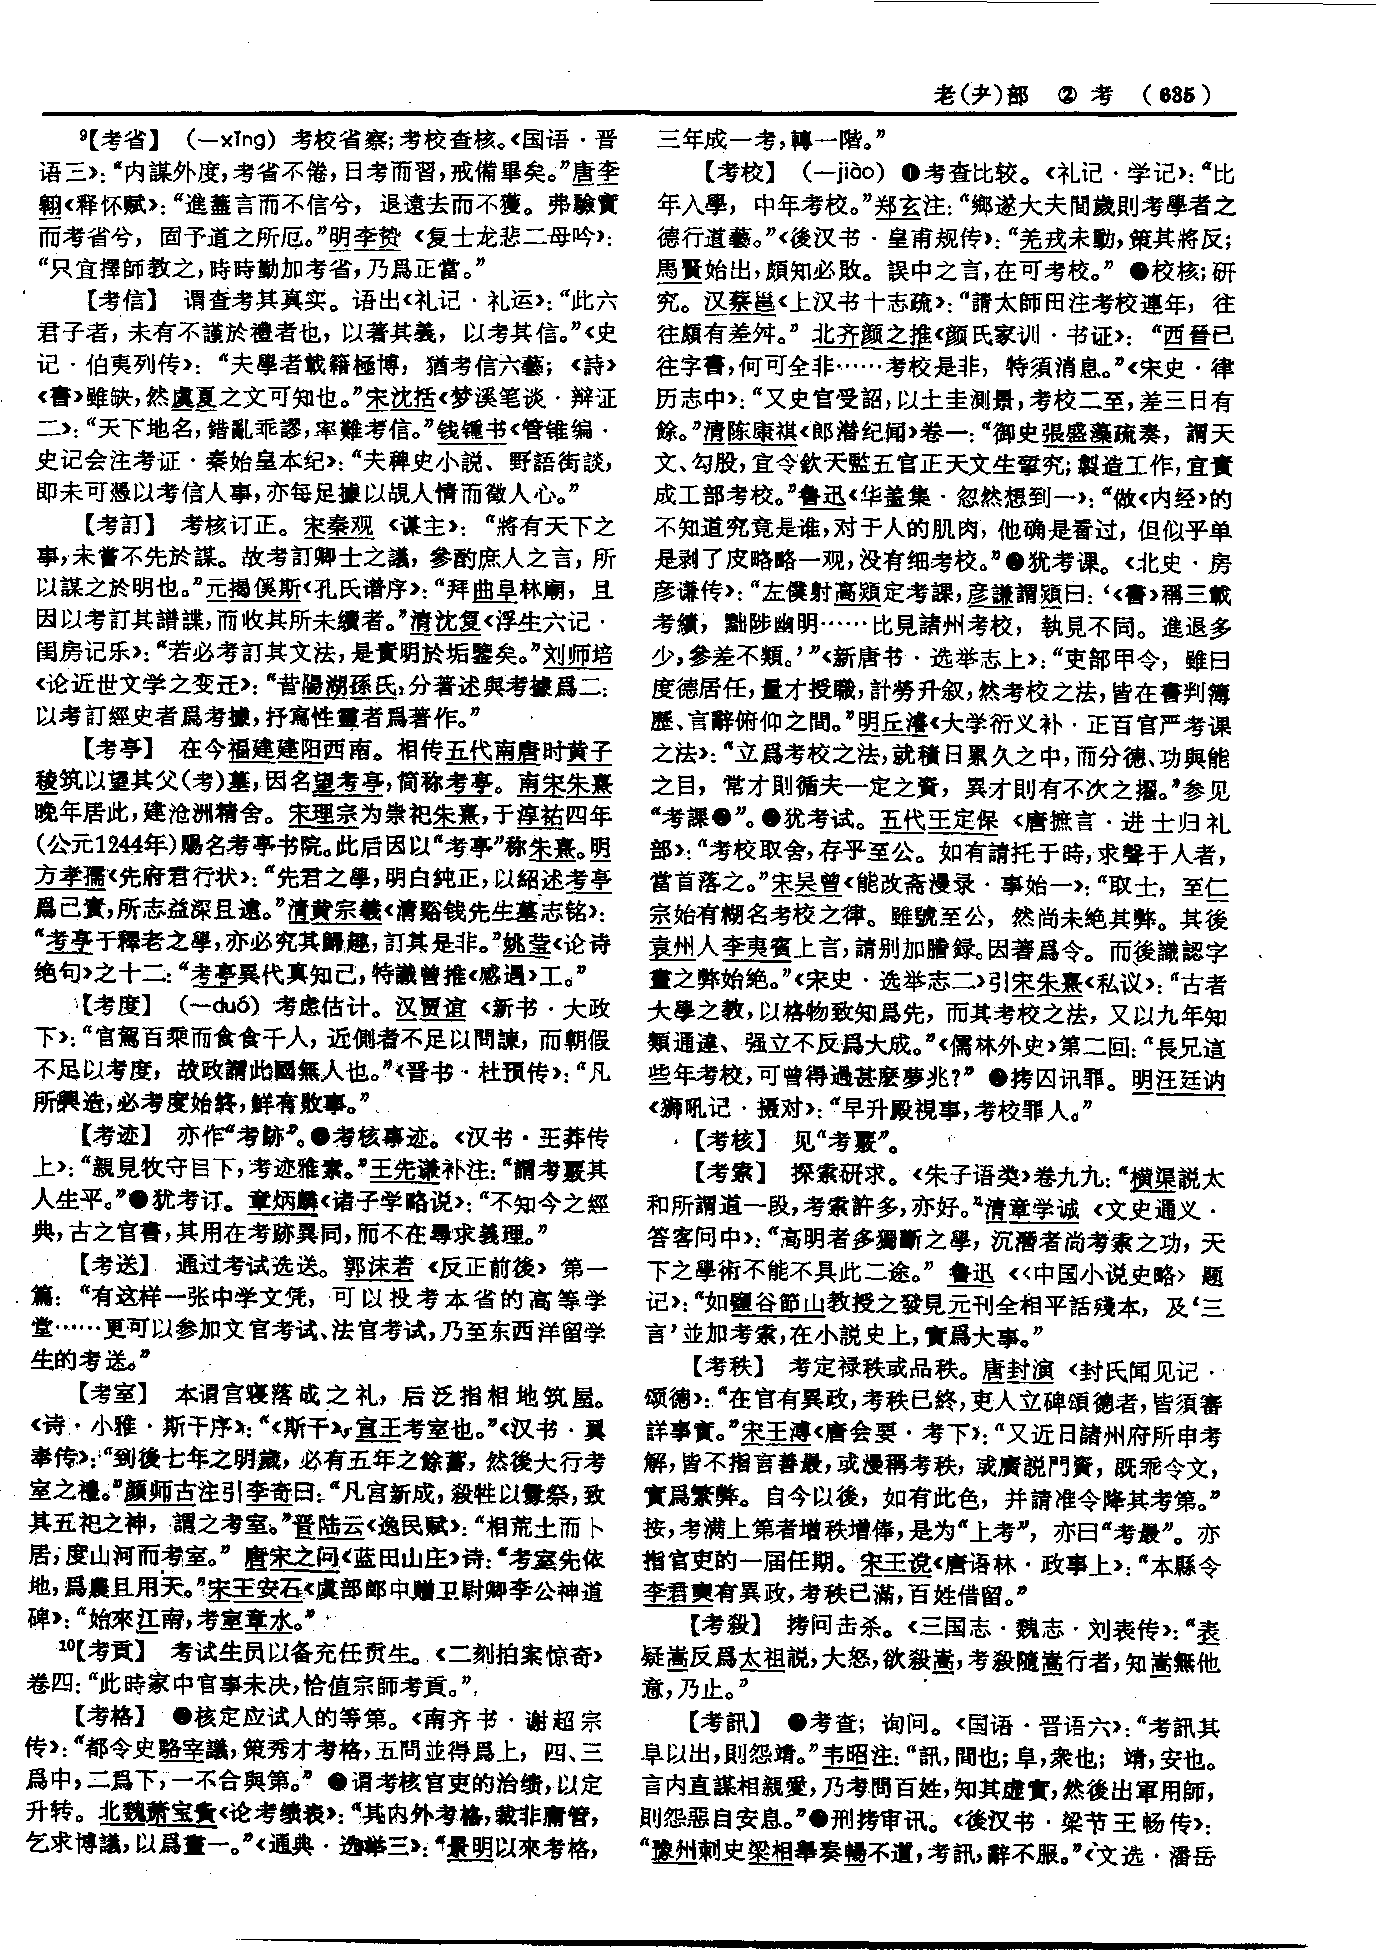 老(耂)部 ② 考 (635)
⁹【考省】 (—xǐng) 考校省察;考校查核。《国语·晋
语三》:“内謀外度,考省不倦,日考而習,戒備畢矣。”唐李
翱《释怀赋》:“進藎言而不信兮, 退遠去而不獲。弗驗實
而考省兮, 固予道之所厄。”明李贽《复士龙悲二母吟》:
“只宜擇師教之,時時勤加考省,乃爲正當。”
【考信】 谓查考其真实。语出《礼记·礼运》:“此六
君子者, 未有不謹於禮者也, 以著其義, 以考其信。”《史
记·伯夷列传》: “夫學者載籍極博, 猶考信六藝; 《詩》
《書》雖缺,然虞夏之文可知也。”宋沈括《梦溪笔谈·辩证
二》:“天下地名,錯亂乖謬,率難考信。”钱锺书《管锥编·
史记会注考证·秦始皇本纪》:“夫稗史小說、野語街談,
即未可憑以考信人事,亦每足據以覘人情而徵人心。”
【考訂】 考核订正。宋秦观《谋主》: “將有天下之
事,未嘗不先於謀。故考訂卿士之議, 參酌庶人之言, 所
以謀之於明也。”元揭傒斯《孔氏谱序》:“拜曲阜林廟, 且
因以考訂其譜諜,而收其所未續者。”清沈复《浮生六记·
闺房记乐》:“若必考訂其文法,是實明於垢鑒矣。”刘师培
《论近世文学之变迁》:“昔陽湖孫氏,分著述與考據爲二:
以考訂經史者爲考據,抒寫性靈者爲著作。”
【考亭】 在今福建建阳西南。相传五代南唐时黄子
稜筑以望其父(考)墓,因名望考亭,简称考亭。南宋朱熹
晚年居此,建沧洲精舍。宋理宗为崇祀朱熹,于淳祐四年
(公元1244年)赐名考亭书院。此后因以“考亭”称朱熹。明
方孝孺《先府君行状》:“先君之學,明白純正,以紹述考亭
爲己責,所志益深且遠。”清黄宗羲《清谿钱先生墓志铭》:
“考亭于釋老之學,亦必究其歸趣,訂其是非。”姚莹《论诗
绝句》之十二:“考亭異代真知己,特識曾推《感遇》工。”
【考度】 (—duó) 考虑估计。汉贾谊《新书·大政
下》:“官駕百乘而食食千人, 近側者不足以問諫, 而朝假
不足以考度, 故政謂此國無人也。”《晋书·杜预传》:“凡
所興造,必考度始終,鮮有敗事。”
【考迹】 亦作“考跡”。❶考核事迹。《汉书·王莽传
上》:“親見牧守目下,考迹雅素。”王先谦补注:“謂考覈其
人生平。”❷犹考订。章炳麟《诸子学略说》:“不知今之經
典,古之官書,其用在考跡異同,而不在尋求義理。”
【考送】 通过考试选送。郭沫若《反正前後》第一
篇: “有这样一张中学文凭, 可以投考本省的高等学
堂……更可以参加文官考试、法官考试,乃至东西洋留学
生的考送。”
【考室】 本谓宫寝落成之礼, 后泛指相地筑屋。
《诗·小雅·斯干序》:“《斯干》,宣王考室也。”《汉书·翼
奉传》:“到後七年之明歲,必有五年之餘蓄, 然後大行考
室之禮。”颜师古注引李奇曰:“凡宫新成,殺牲以釁祭,致
其五祀之神, 謂之考室。”晋陆云《逸民赋》:“相荒土而卜
居,度山河而考室。” 唐宋之问《蓝田山庄》诗:“考室先依
地,爲農且用天。”宋王安石《虞部郎中赠卫尉卿李公神道
碑》:“始來江南,考室章水。”
¹⁰【考貢】 考试生员以备充任贡生。《二刻拍案惊奇》
卷四:“此時家中官事未决,恰值宗師考貢。”
【考格】 ❶核定应试人的等第。《南齐书·谢超宗
传》:“都令史駱宰議,策秀才考格,五問並得爲上, 四、三
爲中,二爲下,一不合與第。” ❷谓考核官吏的治绩,以定
升转。北魏萧宝夤《论考绩表》:“其内外考格,裁非庸管,
乞求博議,以爲畫一。”《通典·选举三》:“景明以來考格,
三年成一考,轉一階。”
【考校】 (—jiào) ❶考查比较。《礼记·学记》:“比
年入學, 中年考校。”郑玄注:“鄉遂大夫間歲則考學者之
德行道藝。”《後汉书·皇甫规传》:“羌戎未動,策其將反;
馬賢始出,頗知必敗。誤中之言,在可考校。” ❷校核;研
究。汉蔡邕《上汉书十志疏》:“請太師田注考校連年, 往
往頗有差舛。” 北齐颜之推《颜氏家训·书证》: “西晉已
往字書,何可全非……考校是非, 特須消息。”《宋史·律
历志中》:“又史官受詔,以土圭測景,考校二至,差三日有
餘。”清陈康祺《郎潜纪闻》卷一:“御史張盛藻疏奏, 謂天
文、勾股,宜令欽天監五官正天文生肄究;製造工作,宜責
成工部考校。”鲁迅《华盖集·忽然想到一》:“做《内经》的
不知道究竟是谁,对于人的肌肉, 他确是看过, 但似乎单
是剥了皮略略一观,没有细考校。”❸犹考课。《北史·房
彦谦传》:“左僕射高熲定考課,彦謙謂熲曰:‘《書》稱三載
考績, 黜陟幽明……比見諸州考校, 執見不同。進退多
少,參差不類。’”《新唐书·选举志上》:“吏部甲令, 雖曰
度德居任,量才授職,計勞升叙,然考校之法,皆在書判簿
歷、言辭俯仰之間。”明丘濬《大学衍义补·正百官严考课
之法》:“立爲考校之法,就積日累久之中,而分德、功與能
之目, 常才則循夫一定之資, 異才則有不次之擢。”参见
“考課❶”。❹犹考试。五代王定保《唐摭言·进士归礼
部》:“考校取舍,存乎至公。如有請托于時,求聲于人者,
當首落之。”宋吴曾《能改斋漫录·事始一》:“取士, 至仁
宗始有糊名考校之律。雖號至公, 然尚未絶其弊。其後
袁州人李夷賓上言,請别加謄録。因著爲令。而後識認字
畫之弊始絶。”《宋史·选举志二》引宋朱熹《私议》:“古者
大學之教,以格物致知爲先, 而其考校之法, 又以九年知
類通達、强立不反爲大成。”《儒林外史》第二回:“長兄這
些年考校,可曾得過甚麽夢兆?” ❺拷囚讯罪。明汪廷讷
《狮吼记·摄对》:“早升殿視事,考校罪人。”
【考核】 见“考覈”。
【考索】 探索研求。《朱子语类》卷九九:“横渠説太
和所謂道一段,考索許多,亦好。”清章学诚《文史通义·
答客问中》:“高明者多獨斷之學, 沉潛者尚考索之功, 天
下之學術不能不具此二途。” 鲁迅《〈中国小说史略〉题
记》:“如鹽谷節山教授之發見元刊全相平話殘本, 及‘三
言’並加考索,在小説史上,實爲大事。”
【考秩】 考定禄秩或品秩。唐封演《封氏闻见记·
颂德》:“在官有異政,考秩已終,吏人立碑頌德者,皆須審
詳事實。”宋王溥《唐会要·考下》:“又近日諸州府所申考
解,皆不指言善最,或漫稱考秩, 或廣説門資, 既乖令文,
實爲繁弊。自今以後, 如有此色, 并請准令降其考第。”
按,考满上第者增秩增俸,是为“上考”, 亦曰“考最”。亦
指官吏的一届任期。宋王谠《唐语林·政事上》:“本縣令
李君奭有異政,考秩已滿,百姓借留。”
【考殺】 拷问击杀。《三国志·魏志·刘表传》:“表
疑嵩反爲太祖説,大怒,欲殺嵩,考殺隨嵩行者,知嵩無他
意,乃止。”
【考訊】 ❶考查; 询问。《国语·晋语六》:“考訊其
阜以出,則怨靖。”韦昭注:“訊,問也;阜,衆也; 靖,安也。
言内直謀相親愛,乃考問百姓,知其虚實,然後出軍用師,
則怨惡自安息。”❷刑拷审讯。《後汉书·梁节王畅传》:
“豫州刺史梁相舉奏暢不道,考訊,辭不服。”《文选·潘岳